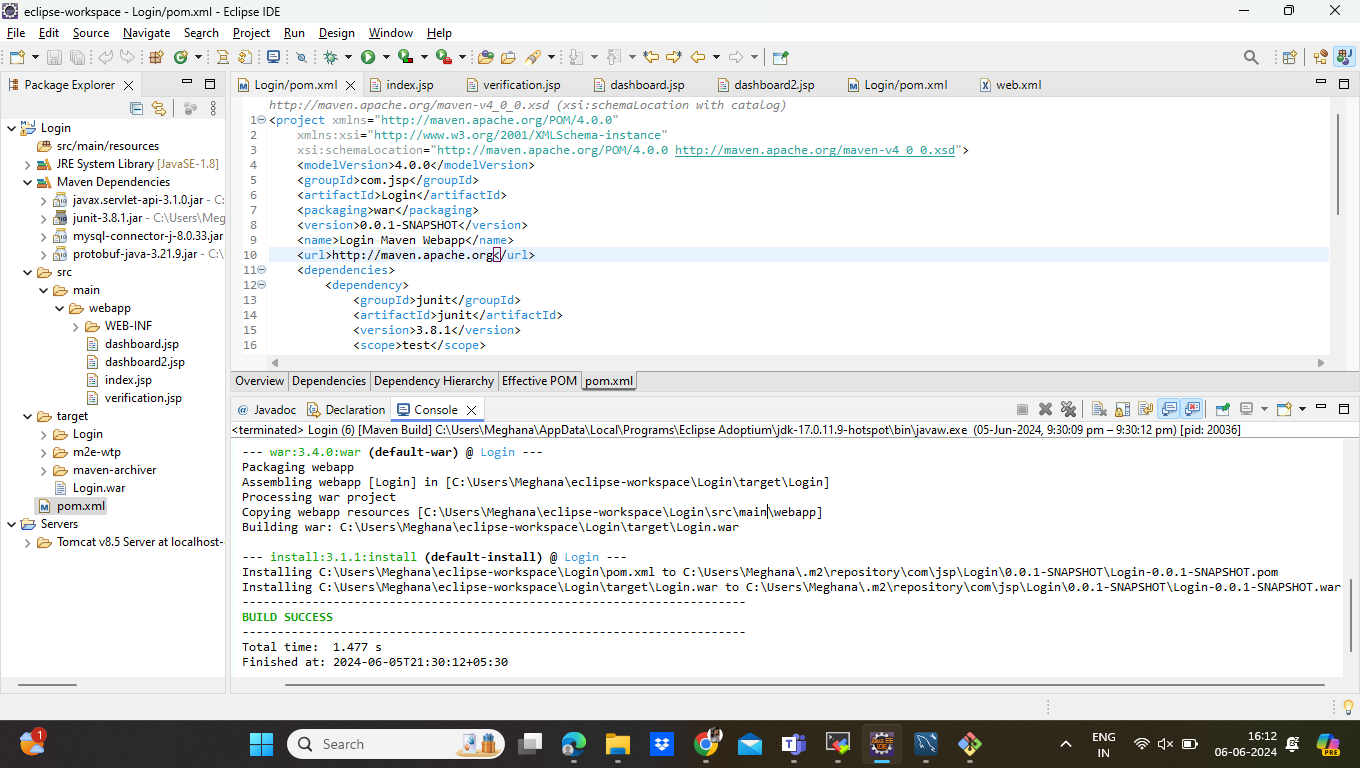 eclipse-workspace - Login/pom.xml - Eclipse IDE
File Edit Source Navigate Search Project Run Design Window Help
Package Explorer
Login
src/main/resources
JRE System Library [JavaSE-1.8]
Maven Dependencies
javax.servlet-api-3.1.0.jar - C:
junit-3.8.1.jar - C:\Users\Meg
mysql-connector-j-8.0.33.jar
protobuf-java-3.21.9.jar - C:\
src
main
webapp
WEB-INF
dashboard.jsp
dashboard2.jsp
index.jsp
verification.jsp
target
Login
m2e-wtp
maven-archiver
Login.war
pom.xml
Servers
Tomcat v8.5 Server at localhost-
Login/pom.xml index.jsp verification.jsp dashboard.jsp dashboard2.jsp Login/pom.xml web.xml
http://maven.apache.org/maven-v4_0_0.xsd (xsi:schemaLocation with catalog)
1 <project xmlns="http://maven.apache.org/POM/4.0.0"
2 xmlns:xsi="http://www.w3.org/2001/XMLSchema-instance"
3 xsi:schemaLocation="http://maven.apache.org/POM/4.0.0 http://maven.apache.org/maven-v4_0_0.xsd">
4 <modelVersion>4.0.0</modelVersion>
5 <groupId>com.jsp</groupId>
6 <artifactId>Login</artifactId>
7 <packaging>war</packaging>
8 <version>0.0.1-SNAPSHOT</version>
9 <name>Login Maven Webapp</name>
10 <url>http://maven.apache.org</url>
11 <dependencies>
12 <dependency>
13 <groupId>junit</groupId>
14 <artifactId>junit</artifactId>
15 <version>3.8.1</version>
16 <scope>test</scope>
Overview Dependencies Dependency Hierarchy Effective POM pom.xml
@ Javadoc Declaration Console
<terminated> Login (6) [Maven Build] C:\Users\Meghana\AppData\Local\Programs\Eclipse Adoptium\jdk-17.0.11.9-hotspot\bin\javaw.exe (05-Jun-2024, 9:30:09 pm – 9:30:12 pm) [pid: 20036]
--- war:3.4.0:war (default-war) @ Login ---
Packaging webapp
Assembling webapp [Login] in [C:\Users\Meghana\eclipse-workspace\Login\target\Login]
Processing war project
Copying webapp resources [C:\Users\Meghana\eclipse-workspace\Login\src\main\webapp]
Building war: C:\Users\Meghana\eclipse-workspace\Login\target\Login.war
--- install:3.1.1:install (default-install) @ Login ---
Installing C:\Users\Meghana\eclipse-workspace\Login\pom.xml to C:\Users\Meghana\.m2\repository\com\jsp\Login\0.0.1-SNAPSHOT\Login-0.0.1-SNAPSHOT.pom
Installing C:\Users\Meghana\eclipse-workspace\Login\target\Login.war to C:\Users\Meghana\.m2\repository\com\jsp\Login\0.0.1-SNAPSHOT\Login-0.0.1-SNAPSHOT.war
------------------------------------------------------------------------
BUILD SUCCESS
------------------------------------------------------------------------
Total time:  1.477 s
Finished at: 2024-06-05T21:30:12+05:30
1
Search
ENG
IN
16:12
06-06-2024
PRE